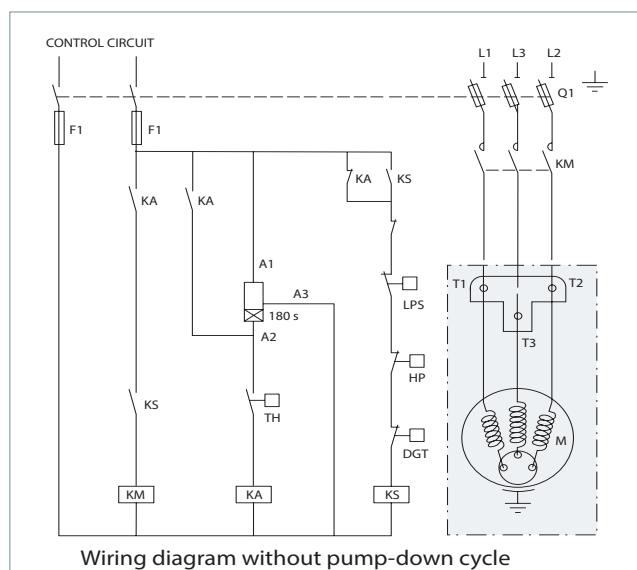 CONTROL CIRCUIT
L1 L3 L2
Q1
F1 F1
KM
KA KA KA KS
A1
A3
T1 T2
180 s
LPS
A2
T3
HP
KS
TH
DGT
M
KM KA KS
Wiring diagram without pump-down cycle